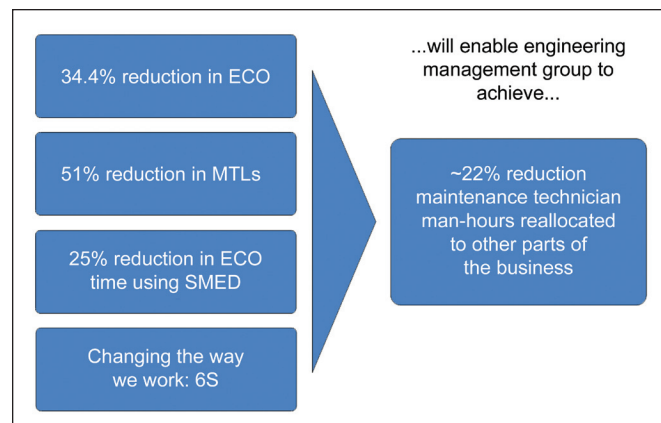 34.4% reduction in ECO
51% reduction in MTLs
25% reduction in ECO
time using SMED
Changing the way
we work: 6S
...will enable engineering
management group to
achieve...
~22% reduction
maintenance technician
man-hours reallocated
to other parts of
the business